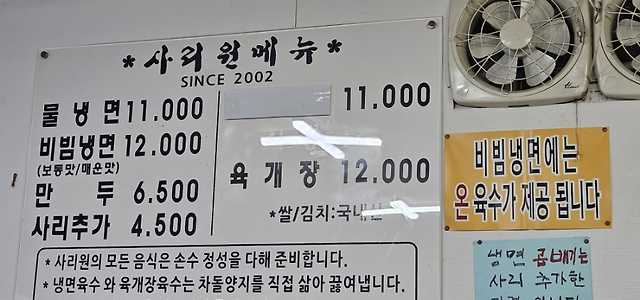 *사리원메뉴*
SINCE 2002
물냉면 11.000
비빔냉면 12.000
(보통맛/매운맛)
만두 6.500
사리추가 4.500
11.000
육개장 12.000
*쌀/김치:국내산
* 사리원의 모든 음식은 손수 정성을 다해 준비합니다.
* 냉면육수와 육개장육수는 차돌양지를 직접 삶아 끓여냅니다.
비빔냉면에는
온 육수가 제공 됩니다
냉면 곱빼기는
사리 추가한